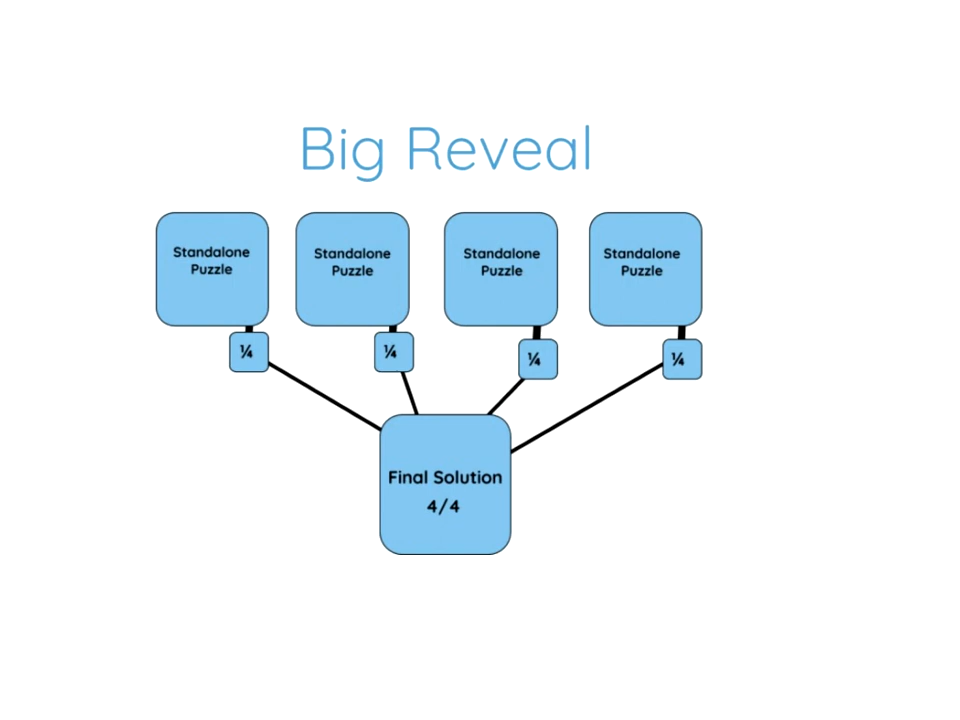 Big Reveal
Standalone
Puzzle
Standalone
Puzzle
Standalone
Puzzle
Standalone
Puzzle
¼
¼
¼
¼
Final Solution
4/4